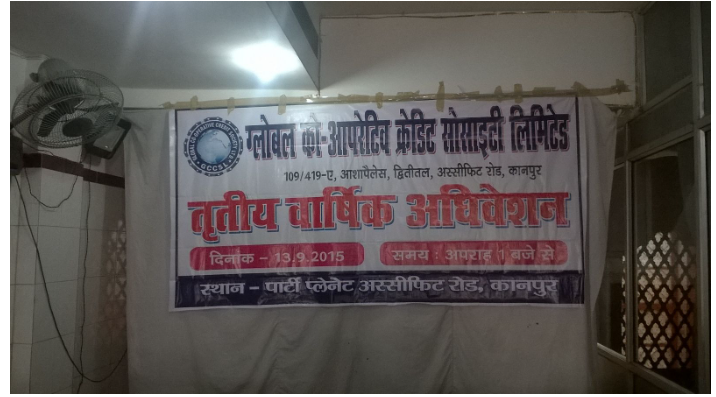 ग्लोबल को-आपरेटिव क्रेडिट सोसाइटी लिमिटेड
109/419-ए, आशापैलेस, द्वितीतल, अस्सीफिट रोड, कानपुर
तृतीय वार्षिक अधिवेशन
दिनांक - 13.9.2015 समय : अपराह 1 बजे से
स्थान - पार्टी प्लेनेट अस्सीफिट रोड, कानपुर
GCCSL